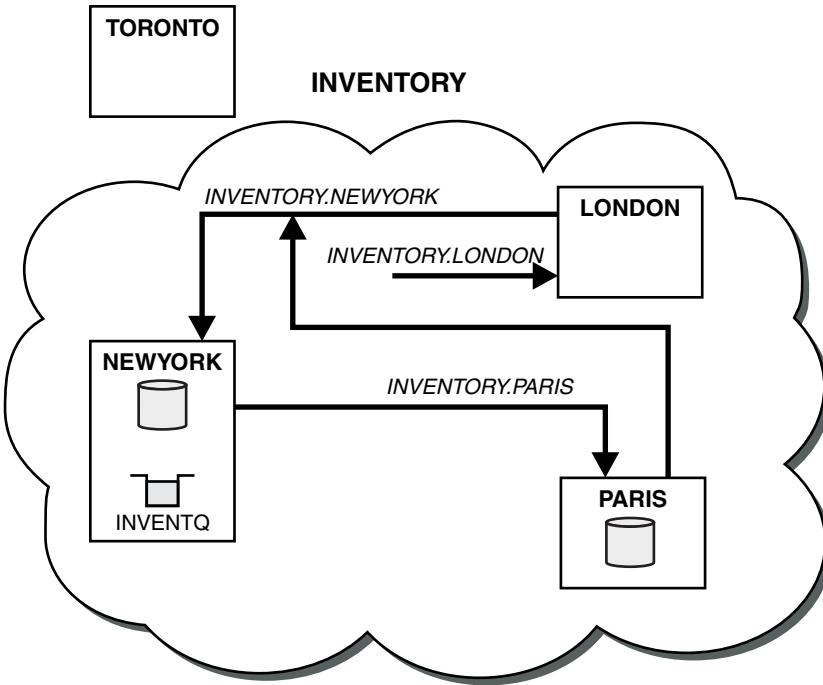 TORONTO
INVENTORY
INVENTORY.NEWYORK
LONDON
INVENTORY.LONDON
NEWYORK
INVENTORY.PARIS
PARIS
INVENTQ